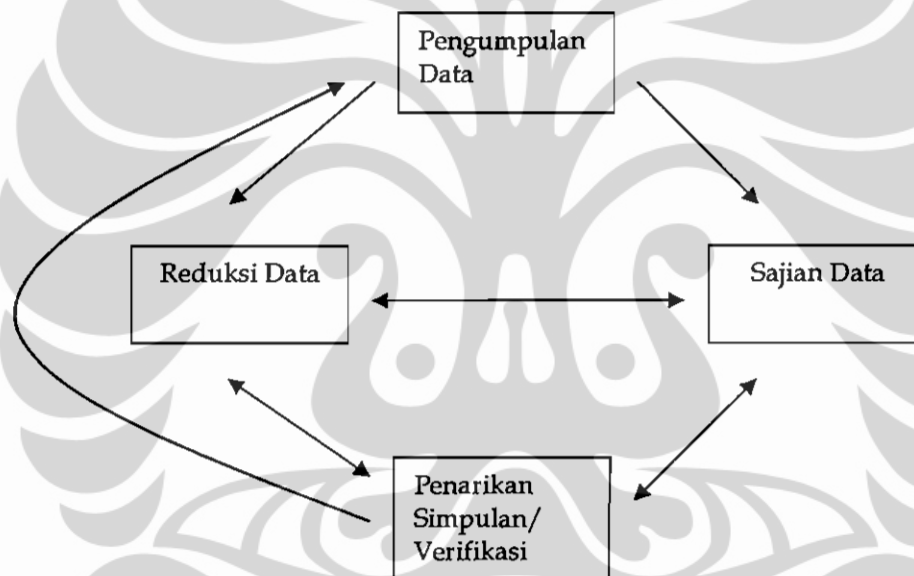 Pengumpulan
Data
Reduksi Data
Sajian Data
Penarikan
Simpulan/
Verifikasi